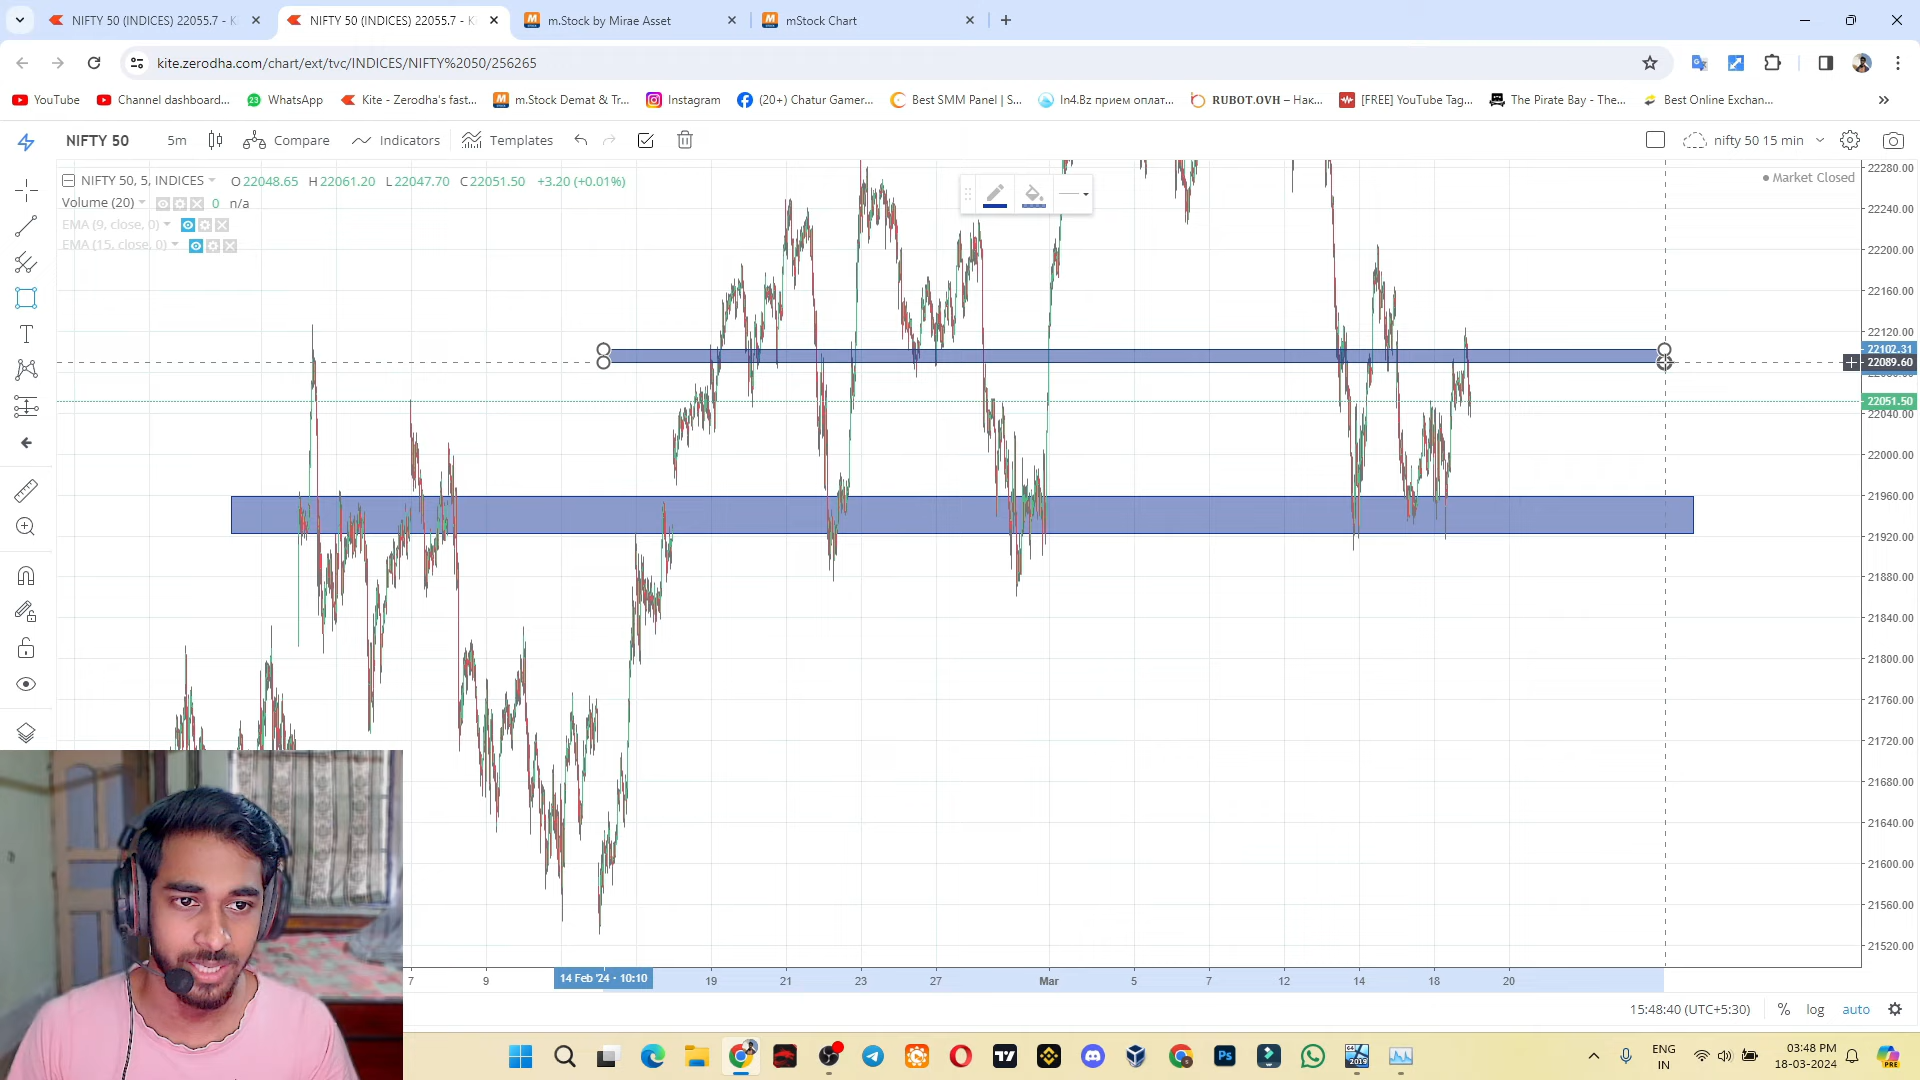 NIFTY 50 (INDICES) 22055.7 - K
NIFTY 50 (INDICES) 22055.7 - K
m.Stock by Mirae Asset
mStock Chart
kite.zerodha.com/chart/ext/tvc/INDICES/NIFTY%2050/256265
YouTube
Channel dashboard...
WhatsApp
Kite - Zerodha's fast...
m.Stock Demat & Tr...
Instagram
(20+) Chatur Gamer...
Best SMM Panel | S...
In4.Bz прием оплат...
RUBOT.OVH – Нак...
[FREE] YouTube Tag...
The Pirate Bay - The...
Best Online Exchan...
NIFTY 50
5m
Compare
Indicators
Templates
nifty 50 15 min
NIFTY 50, 5, INDICES
O 22048.65 H 22061.20 L 22047.70 C 22051.50 +3.20 (+0.01%)
Market Closed
Volume (20)
0 n/a
EMA (9, close, 0)
EMA (15, close, 0)
22280.00
22240.00
22200.00
22160.00
22120.00
22102.31
22089.60
22051.50
22040.00
22000.00
21960.00
21920.00
21880.00
21840.00
21800.00
21760.00
21720.00
21680.00
21640.00
21600.00
21560.00
21520.00
7
9
14 Feb '24 - 10:10
19
21
23
27
Mar
5
7
12
14
18
20
15:48:40 (UTC+5:30)
%
log
auto
ENG
IN
03:48 PM
18-03-2024